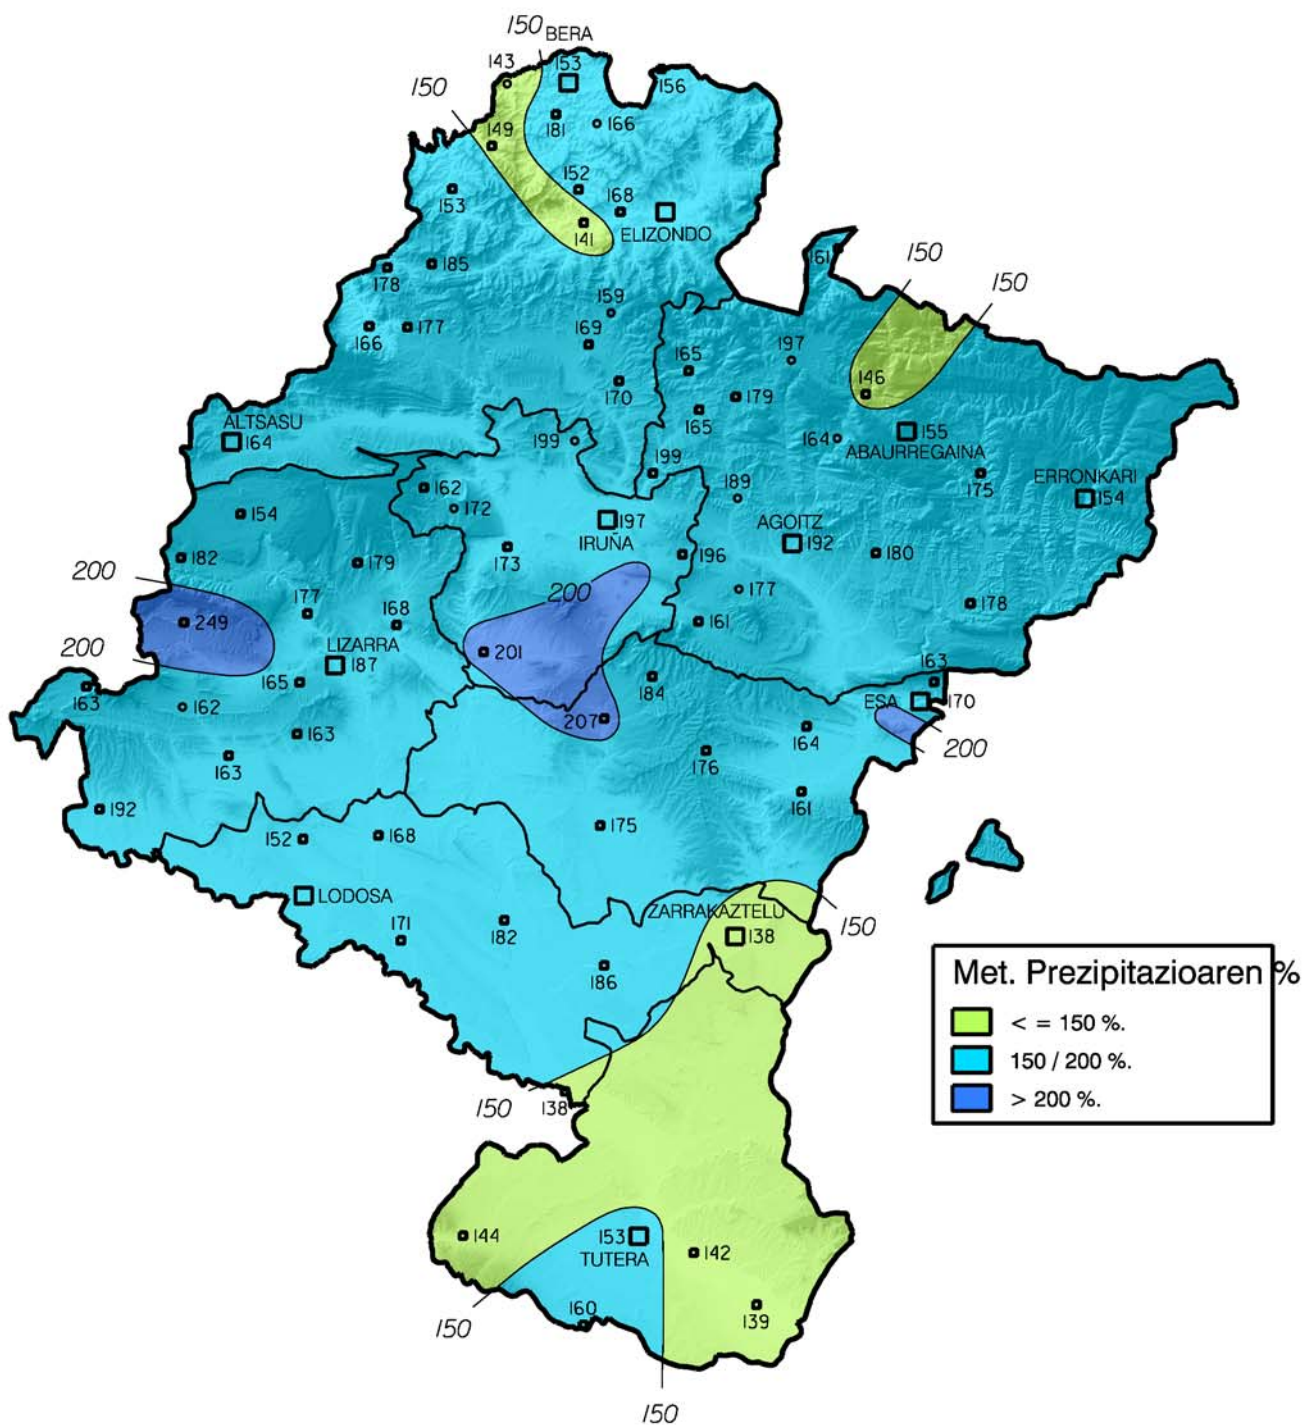 150 BERA
143 153
150 156
149 181 166
152
153 168
141 ELIZONDO
161 150
185
178 150
159
177 169 197
166 165
146
170 179
165
ALTSASU
164 199 164 155
ABAURREGAINA
199 175 ERRONKARI
162 189 154
154 172 197 AGOITZ
IRUÑA 192
173 196 180
182 179
200 200 177
177 168 178
249 161
LIZARRA 201
200 187 163
165 184 ESA 170
163 162 207
163 164 200
176
163
161
192 175
152 168
LODOSA
ZARRAKAZTELU
171 182 138 150
186
Met. Prezipitazioaren %
< = 150 %.
150 / 200 %.
> 200 %.
150 138
144 153 142
TUTERA
160
150 139
150